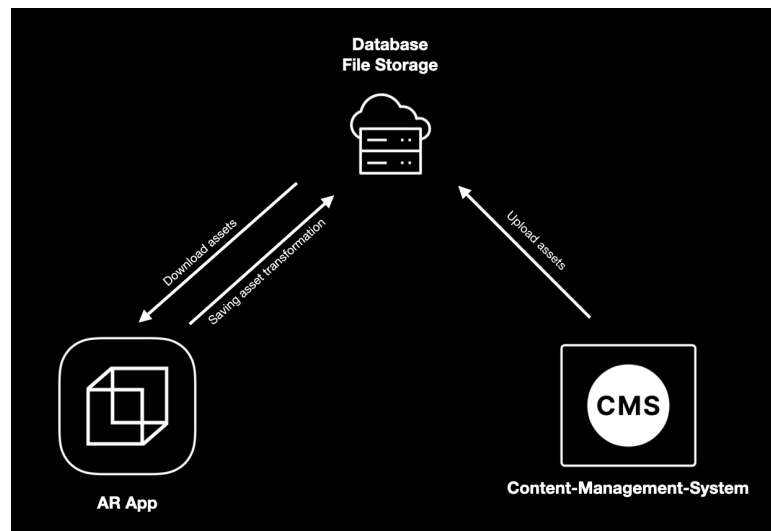 Database
File Storage
Download assets
Saving asset transformation
Upload assets
CMS
AR App
Content-Management-System